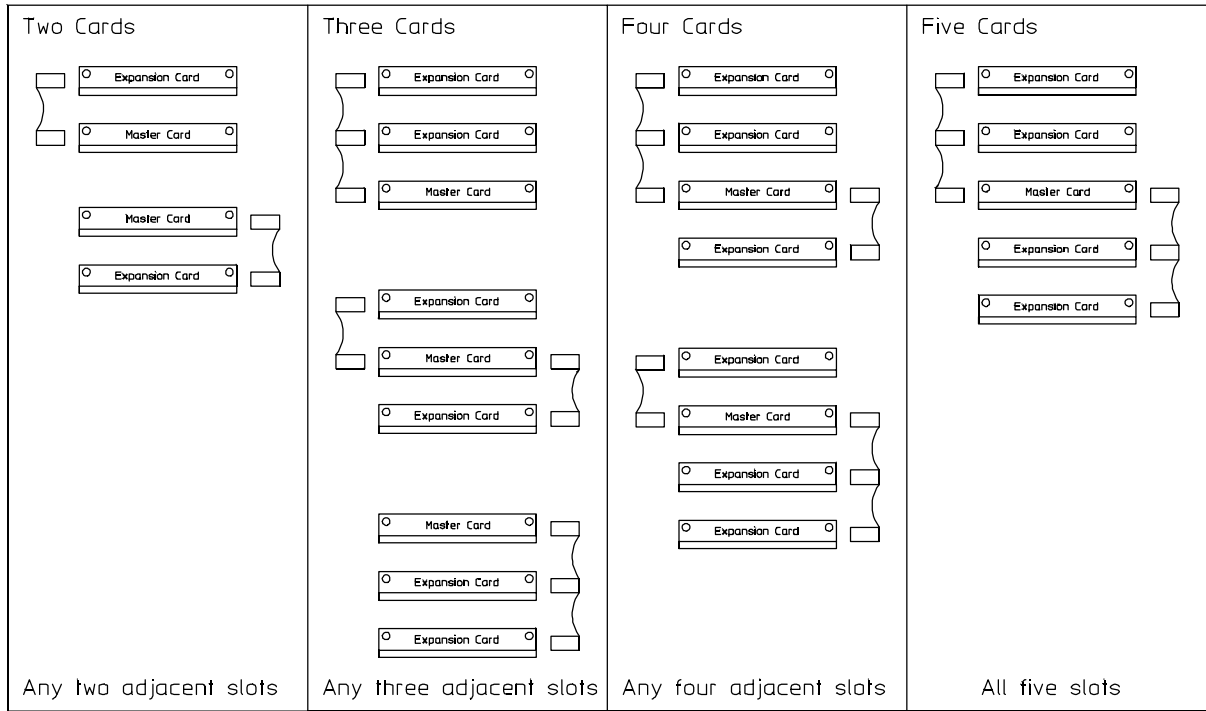 Two Cards
Expansion Card
Master Card
Master Card
Expansion Card
Any two adjacent slots
Three Cards
Expansion Card
Expansion Card
Master Card
Expansion Card
Master Card
Expansion Card
Master Card
Expansion Card
Expansion Card
Any three adjacent slots
Four Cards
Expansion Card
Expansion Card
Master Card
Expansion Card
Expansion Card
Master Card
Expansion Card
Expansion Card
Any four adjacent slots
Five Cards
Expansion Card
Expansion Card
Master Card
Expansion Card
Expansion Card
All five slots